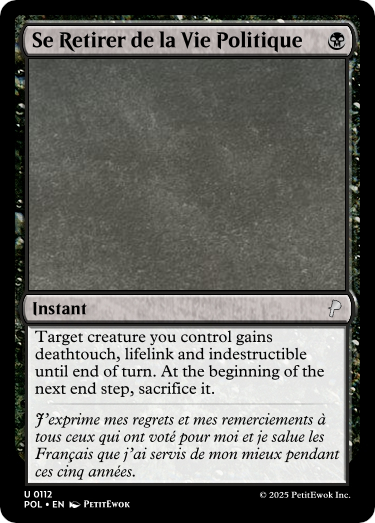 Se Retirer de la Vie Politique
Instant
Target creature you control gains
deathtouch, lifelink and indestructible
until end of turn. At the beginning of the
next end step, sacrifice it.
J'exprime mes regrets et mes remerciements à
tous ceux qui ont voté pour moi et je salue les
Français que j'ai servis de mon mieux pendant
ces cinq années.
U 0112
POL • EN PetitEwok
© 2025 PetitEwok Inc.